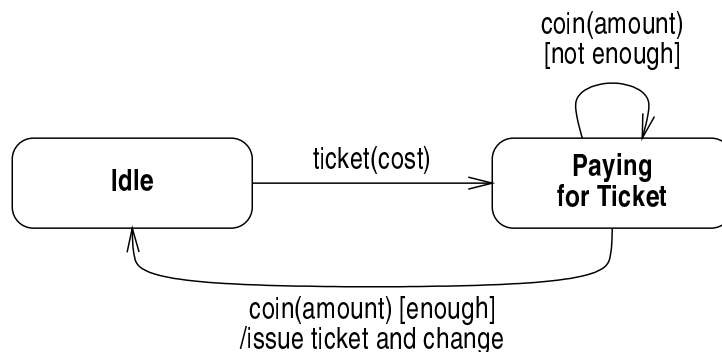 coin(amount)
[not enough]
Idle
ticket(cost)
Paying
for Ticket
coin(amount) [enough]
/issue ticket and change